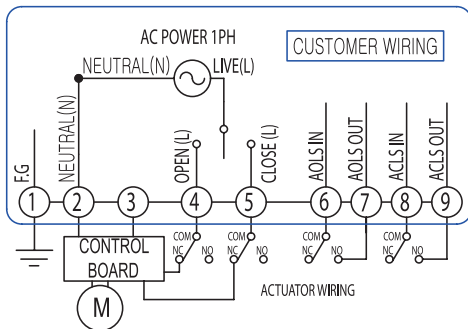 AC POWER 1PH
CUSTOMER WIRING
NEUTRAL(N)
LIVE(L)
F.G
NEUTRAL(N)
OPEN (L)
CLOSE (L)
AOLS IN
AOLS OUT
ACLS IN
ACLS OUT
1 2 3 4 5 6 7 8 9
CONTROL
BOARD
M
COM
NC NO
COM
NC NO
COM
NC NO
COM
NC NO
ACTUATOR WIRING